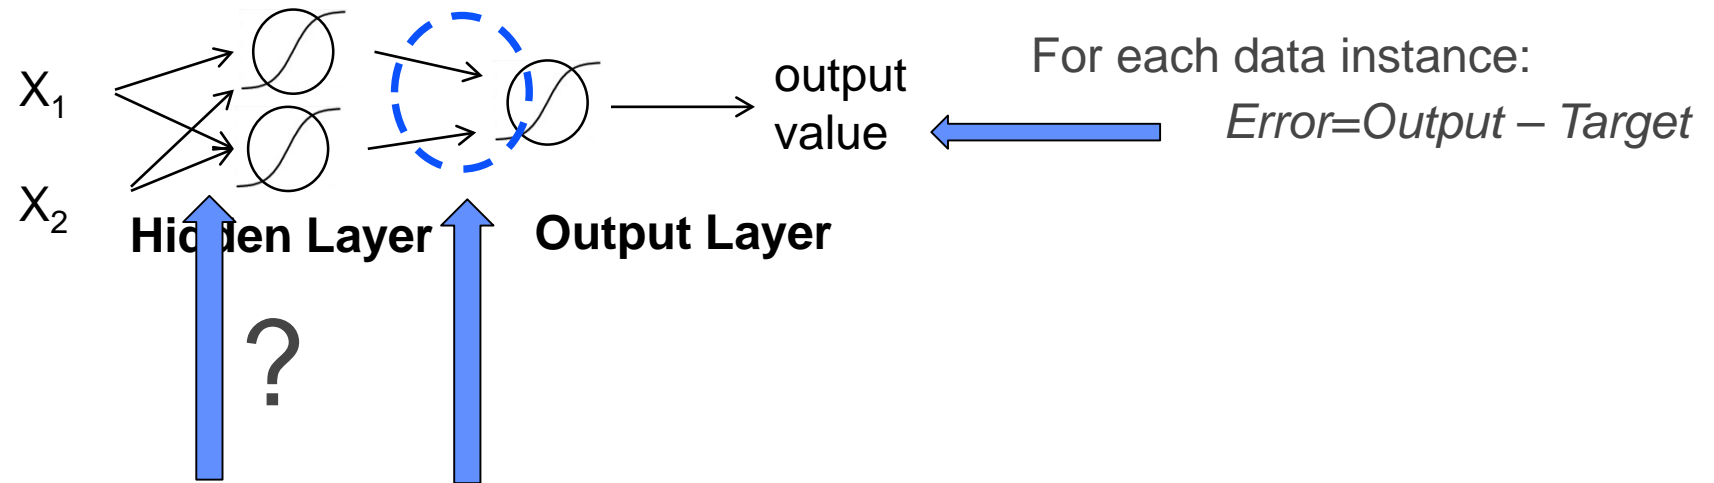 X₁
X₂
Hidden Layer
?
Output Layer
output
value
For each data instance:
Error=Output – Target